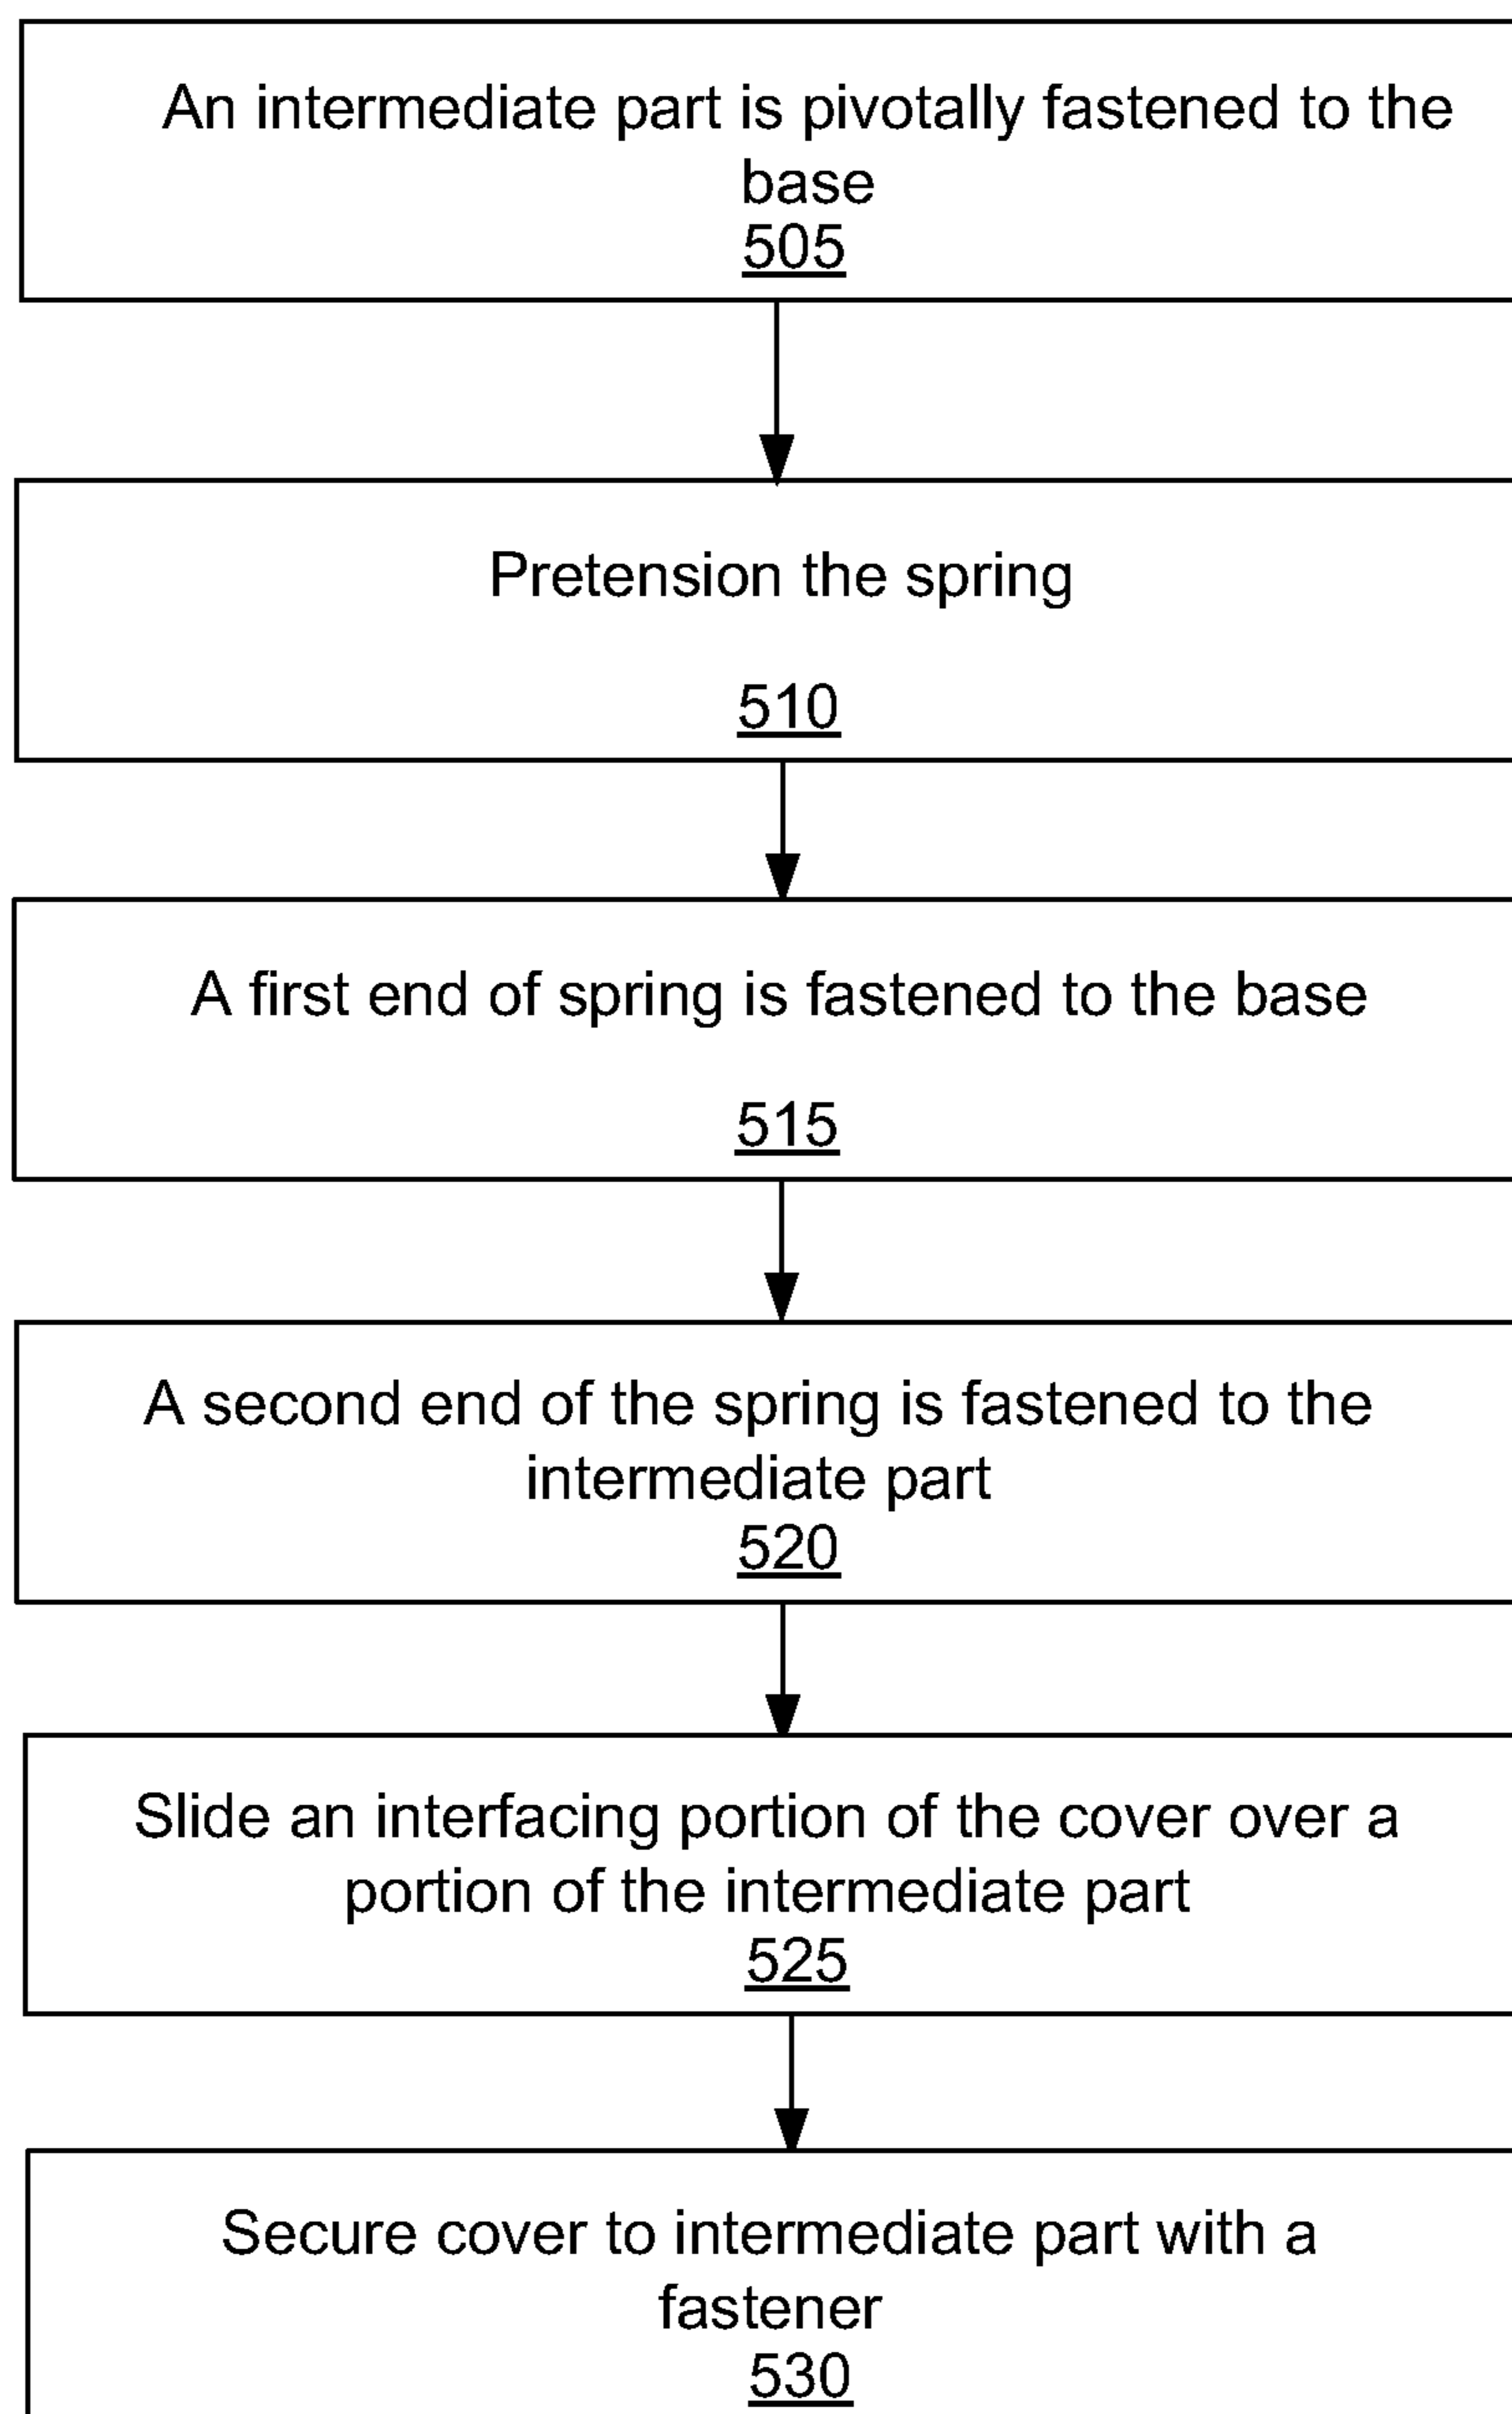 An intermediate part is pivotally fastened to the
base
505
Pretension the spring
510
A first end of spring is fastened to the base
515
A second end of the spring is fastened to the
intermediate part
520
Slide an interfacing portion of the cover over a
portion of the intermediate part
525
Secure cover to intermediate part with a
fastener
530